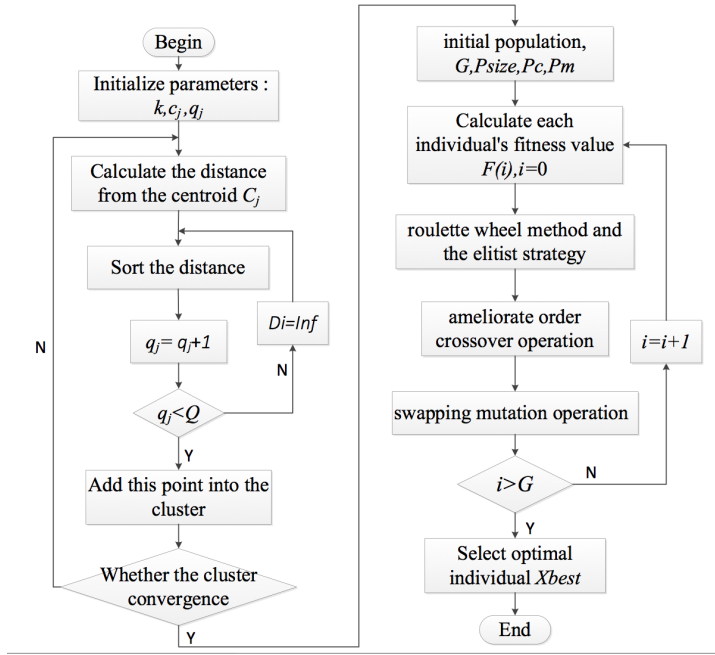 Begin
Initialize parameters :
k,cj,qj
Calculate the distance
from the centroid Cj
Sort the distance
qj= qj+1
Di=Inf
N
N
qj<Q
Y
Add this point into the
cluster
Whether the cluster
convergence
Y
initial population,
G,Psize,Pc,Pm
Calculate each
individual's fitness value
F(i),i=0
roulette wheel method and
the elitist strategy
ameliorate order
crossover operation
i=i+1
swapping mutation operation
i>G
N
Y
Select optimal
individual Xbest
End